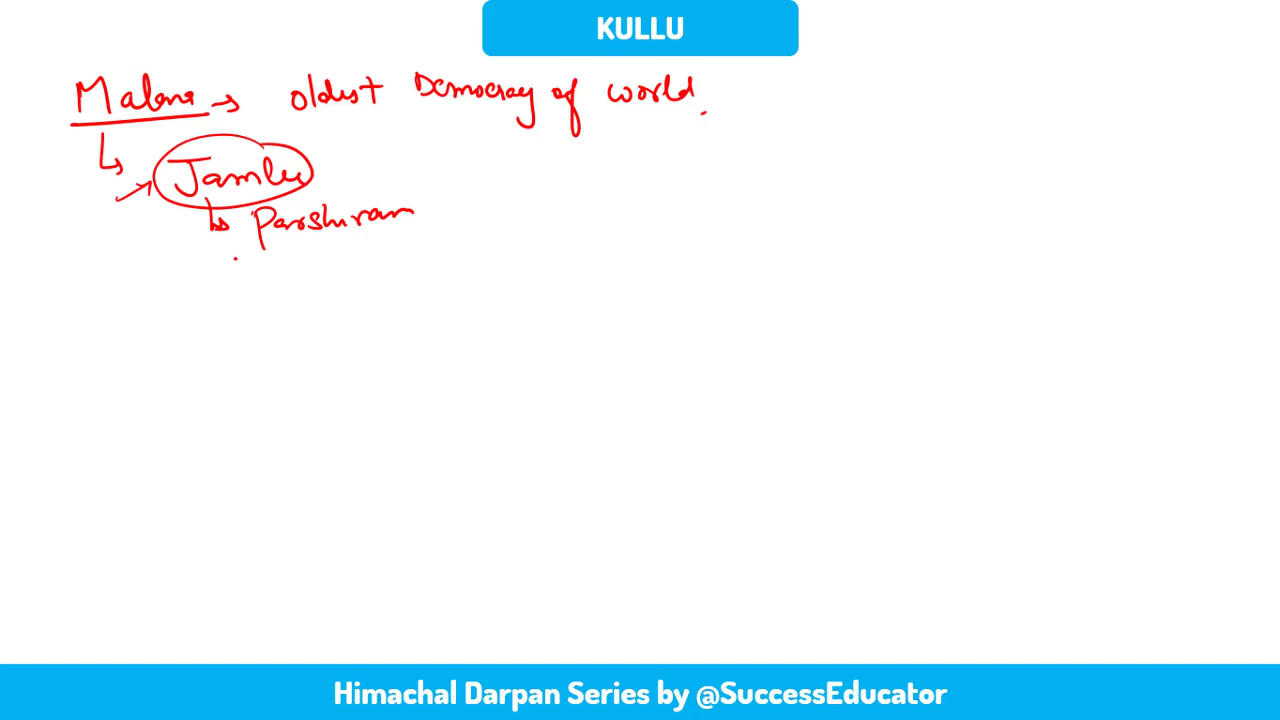 KULLU
Malana → oldest Democracy of world
Jamlu
Parshuram
Himachal Darpan Series by @SuccessEducator